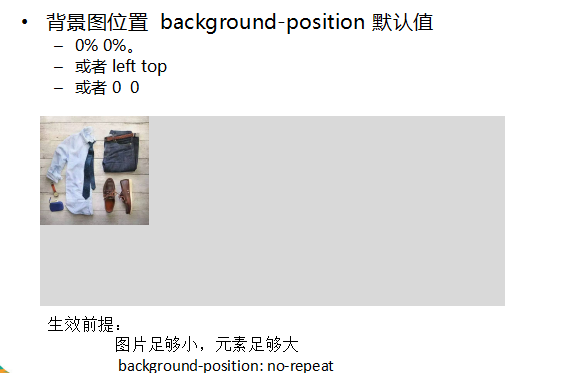 • 背景图位置 background-position 默认值
– 0% 0%。
– 或者 left top
– 或者 0 0
生效前提：
图片足够小，元素足够大
background-position: no-repeat